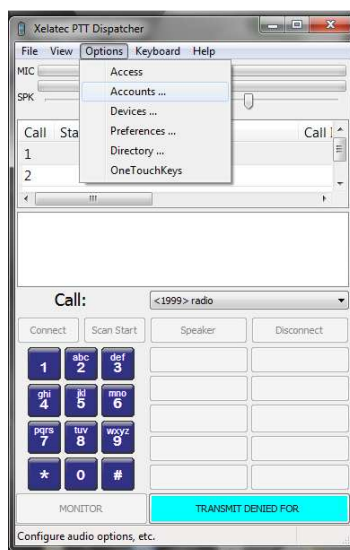 Xelatec PTT Dispatcher
File View Options Keyboard Help
MIC
Access
SPK
Accounts ...
Devices ...
Preferences ...
Directory ...
OneTouchKeys
Call Sta Call
1
2
Call: <1999> radio
Connect Scan Start Speaker Disconnect
1 abc 2 def 3
ghi 4 jkl 5 mno 6
pqrs 7 tuv 8 wxyz 9
* 0 #
MONITOR TRANSMIT DENIED FOR
Configure audio options, etc.